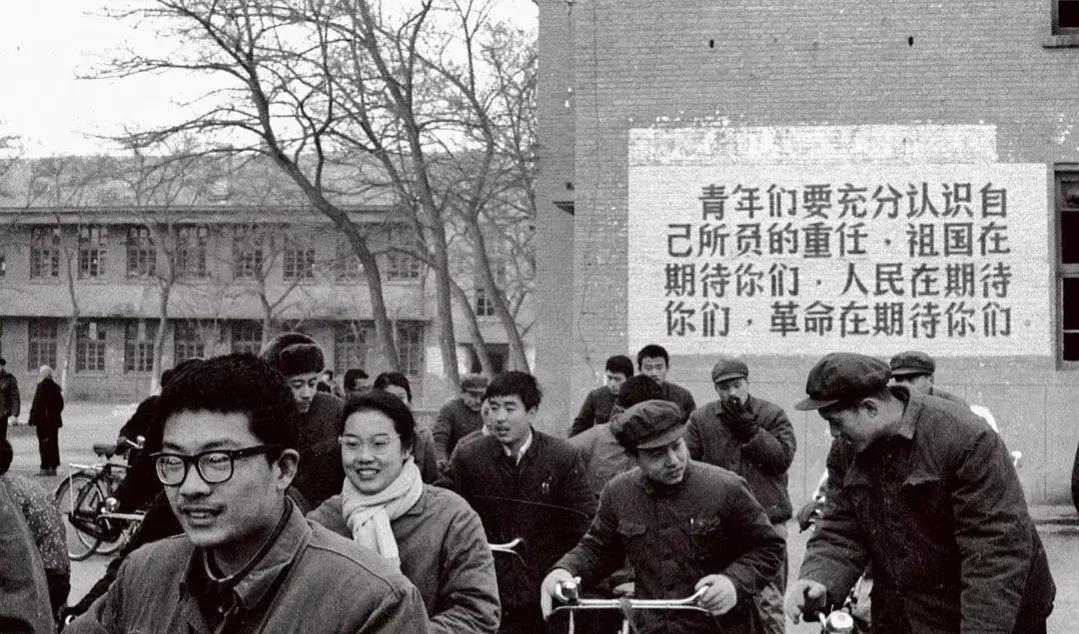 青年们要充分认识自
己所负的重任，祖国在
期待你们，人民在期待
你们，革命在期待你们。